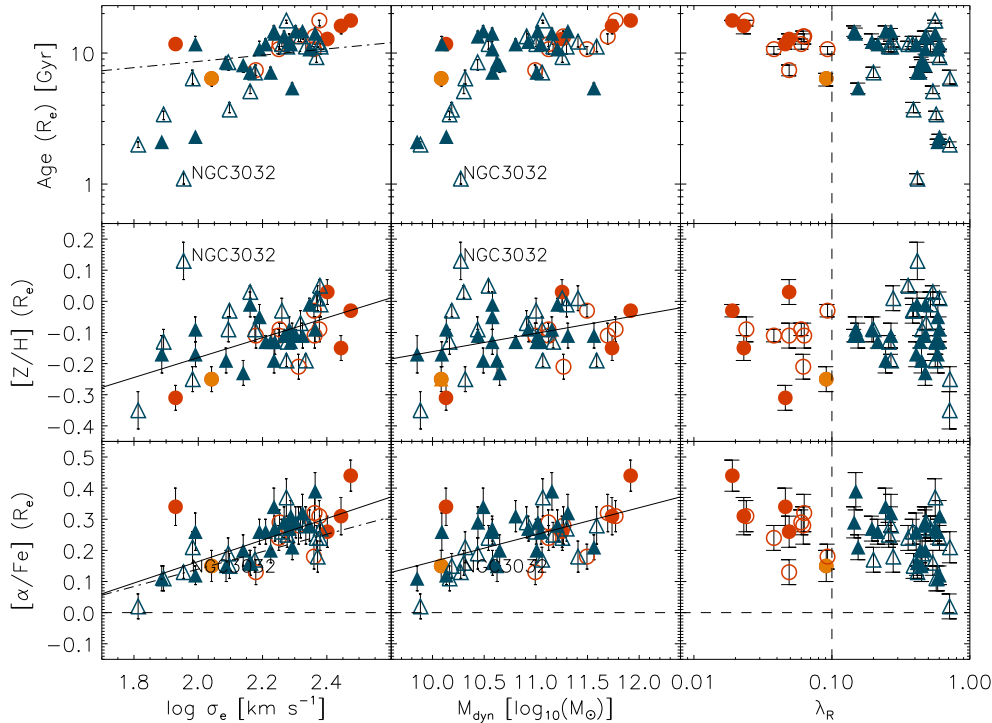 Age (Rₑ) [Gyr]
10
1
NGC3032
NGC3032
[Z/H] (Rₑ)
0.2
0.1
0.0
-0.1
-0.2
-0.3
-0.4
NGC3032
NGC3032
[α/Fe] (Rₑ)
0.5
0.4
0.3
0.2
0.1
0.0
-0.1
NGC3032
NGC3032
1.8 2.0 2.2 2.4
10.0 10.5 11.0 11.5 12.0
0.01 0.10 1.00
log σₑ [km s⁻¹]
M_dyn [log₁₀(M_⊙)]
λ_R